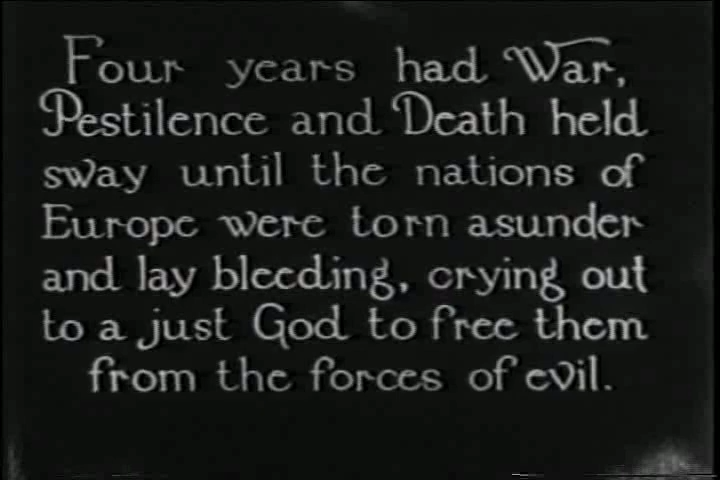 Four years had War,
Pestilence and Death held
sway until the nations of
Europe were torn asunder
and lay bleeding, crying out
to a just God to free them
from the forces of evil.